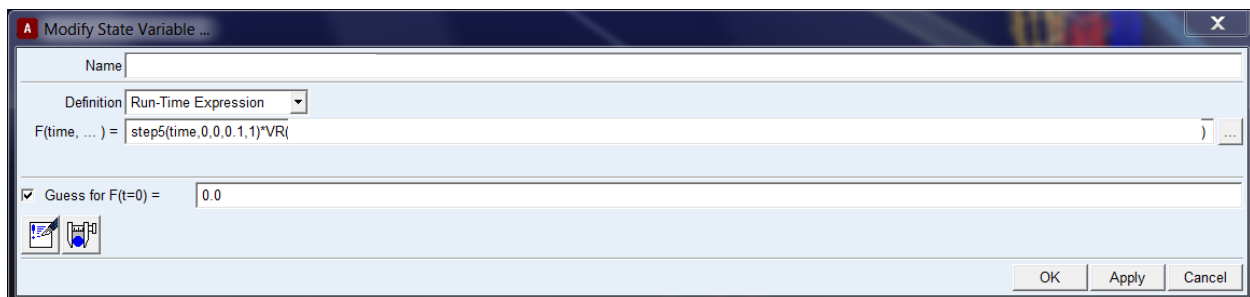 A Modify State Variable ... X
Name
Definition Run-Time Expression
F(time, ... ) = step5(time,0,0,0.1,1)*VR( ) ...
Guess for F(t=0) = 0.0
OK Apply Cancel